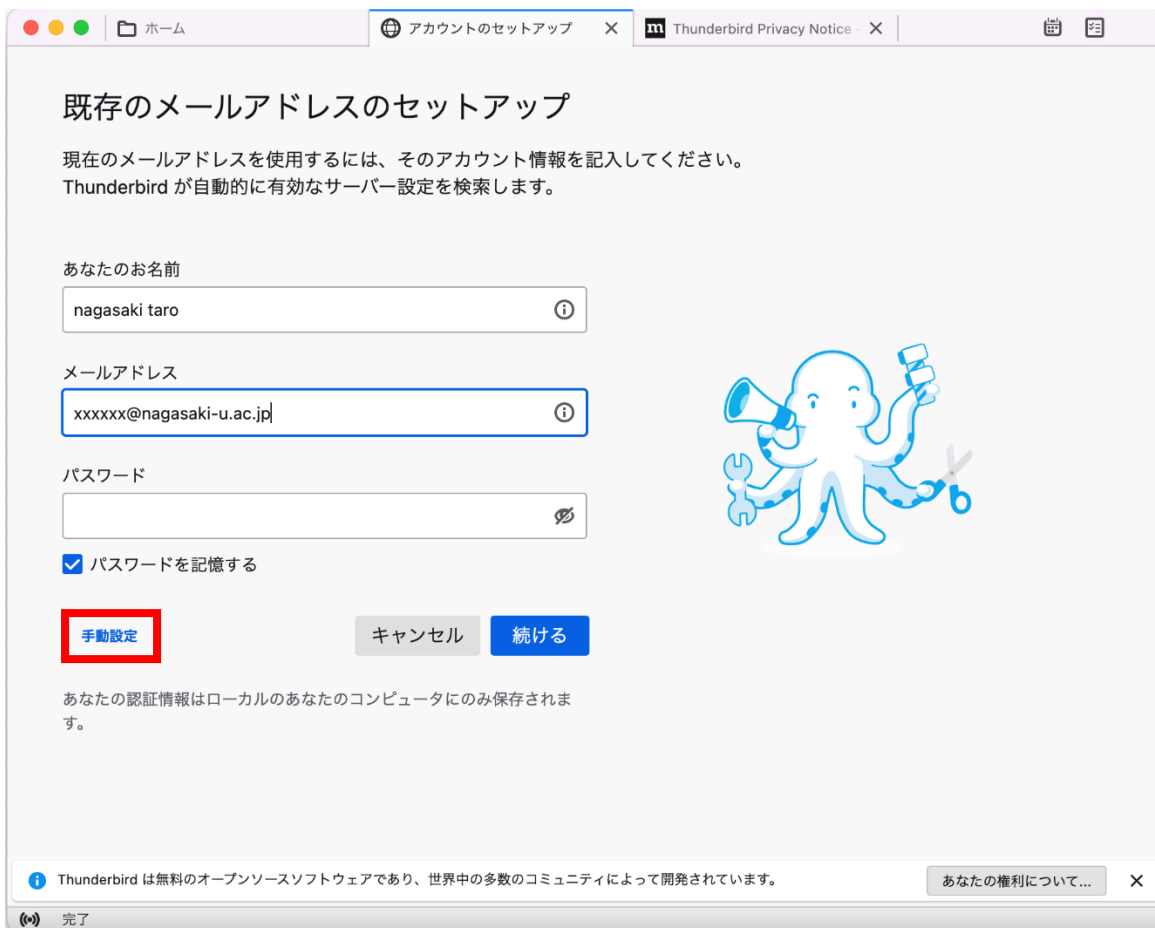 ホーム
アカウントのセットアップ
m Thunderbird Privacy Notice -
既存のメールアドレスのセットアップ
現在のメールアドレスを使用するには、そのアカウント情報を記入してください。
Thunderbird が自動的に有効なサーバー設定を検索します。
あなたのお名前
nagasaki taro
メールアドレス
xxxxxx@nagasaki-u.ac.jp
パスワード
パスワードを記憶する
手動設定
キャンセル
続ける
あなたの認証情報はローカルのあなたのコンピュータにのみ保存されま
す。
Thunderbird は無料のオープンソースソフトウェアであり、世界中の多数のコミュニティによって開発されています。
あなたの権利について...
完了